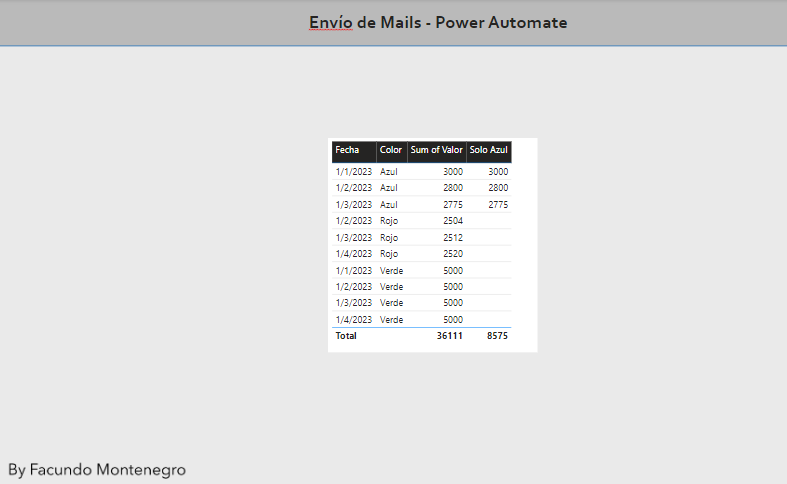 Envío de Mails - Power Automate
Fecha Color Sum of Valor Solo Azul
1/1/2023 Azul 3000 3000
1/2/2023 Azul 2800 2800
1/3/2023 Azul 2775 2775
1/2/2023 Rojo 2504
1/3/2023 Rojo 2512
1/4/2023 Rojo 2520
1/1/2023 Verde 5000
1/2/2023 Verde 5000
1/3/2023 Verde 5000
1/4/2023 Verde 5000
Total 36111 8575
By Facundo Montenegro